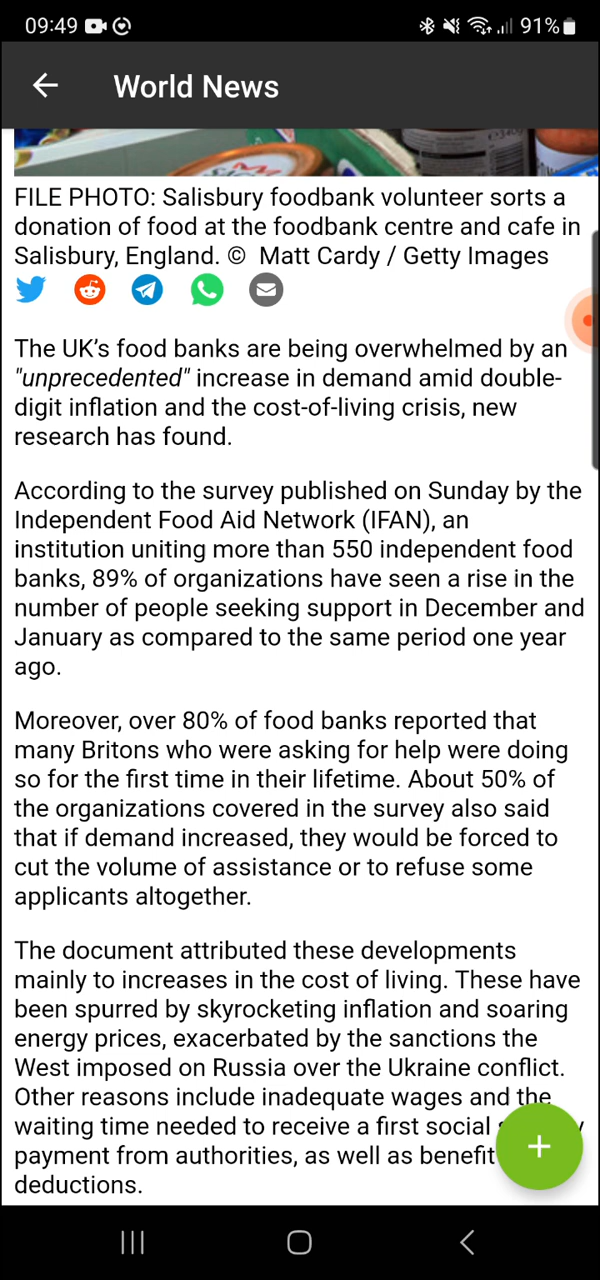 09:49
91%
World News
FILE PHOTO: Salisbury foodbank volunteer sorts a
donation of food at the foodbank centre and cafe in
Salisbury, England. © Matt Cardy / Getty Images
The UK’s food banks are being overwhelmed by an
"unprecedented" increase in demand amid double-
digit inflation and the cost-of-living crisis, new
research has found.
According to the survey published on Sunday by the
Independent Food Aid Network (IFAN), an
institution uniting more than 550 independent food
banks, 89% of organizations have seen a rise in the
number of people seeking support in December and
January as compared to the same period one year
ago.
Moreover, over 80% of food banks reported that
many Britons who were asking for help were doing
so for the first time in their lifetime. About 50% of
the organizations covered in the survey also said
that if demand increased, they would be forced to
cut the volume of assistance or to refuse some
applicants altogether.
The document attributed these developments
mainly to increases in the cost of living. These have
been spurred by skyrocketing inflation and soaring
energy prices, exacerbated by the sanctions the
West imposed on Russia over the Ukraine conflict.
Other reasons include inadequate wages and the
waiting time needed to receive a first social
payment from authorities, as well as benefit
deductions.